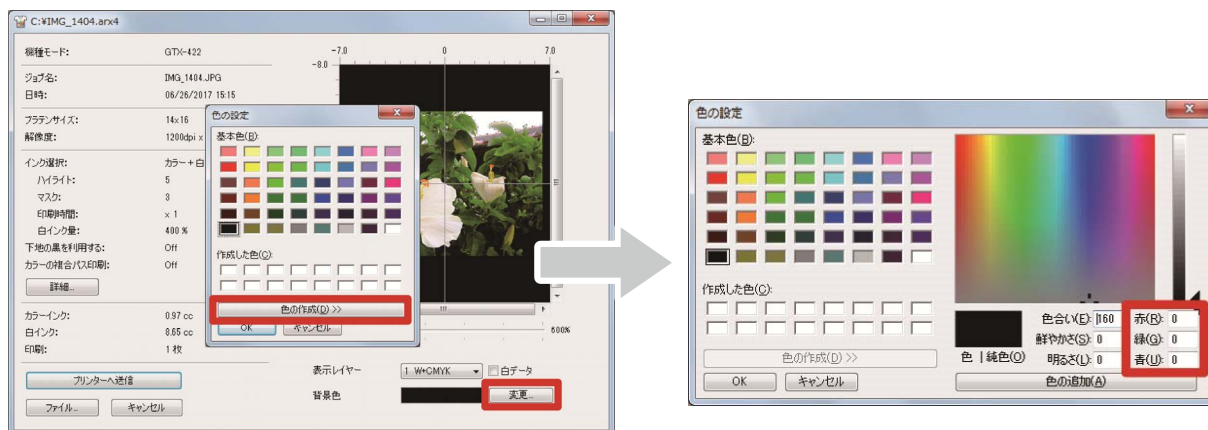 C:¥IMG_1404.arx4
機種モード: GTX-422
ジョブ名: IMG_1404.JPG
日時: 06/26/2017 15:15
プラテンサイズ: 14x16
解像度: 1200dpi x
インク選択: カラー+白
ハイライト: 5
マスク: 3
印刷時間: x 1
白インク量: 400 %
下地の黒を利用する: Off
カラーの複合パス印刷: Off
詳細...
カラーインク: 0.97 cc
白インク: 8.65 cc
印刷: 1 枚
プリンターへ送信
ファイル... キャンセル
-7.0 0 7.0
-8.0
600%
表示レイヤー 1 W+CMYK 白データ
背景色 変更...
色の設定
基本色(B):
作成した色(C):
色の作成(D) >>
OK キャンセル
色の設定
基本色(B):
作成した色(C):
色の作成(D) >>
OK キャンセル
色合い(E): 160 赤(R): 0
鮮やかさ(S): 0 緑(G): 0
色 | 純色(O) 明るさ(L): 0 青(U): 0
色の追加(A)